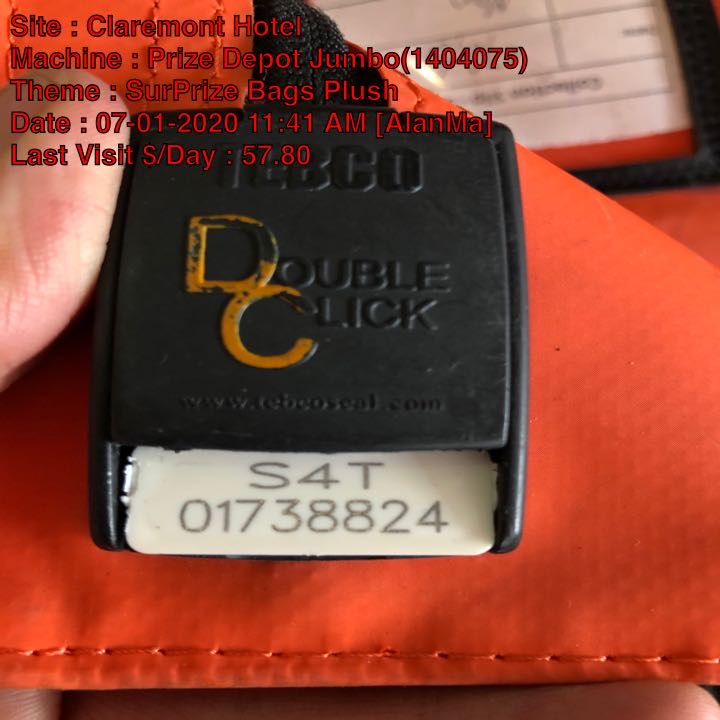 Site : Claremont Hotel
Machine : Prize Depot Jumbo(1404075)
Theme : SurPrize Bags Plush
Date : 07-01-2020 11:41 AM [AlanMa]
Last Visit $/Day : 57.80
TEBCO
DOUBLE
CLICK
www.tebcoseal.com
S4T
01738824